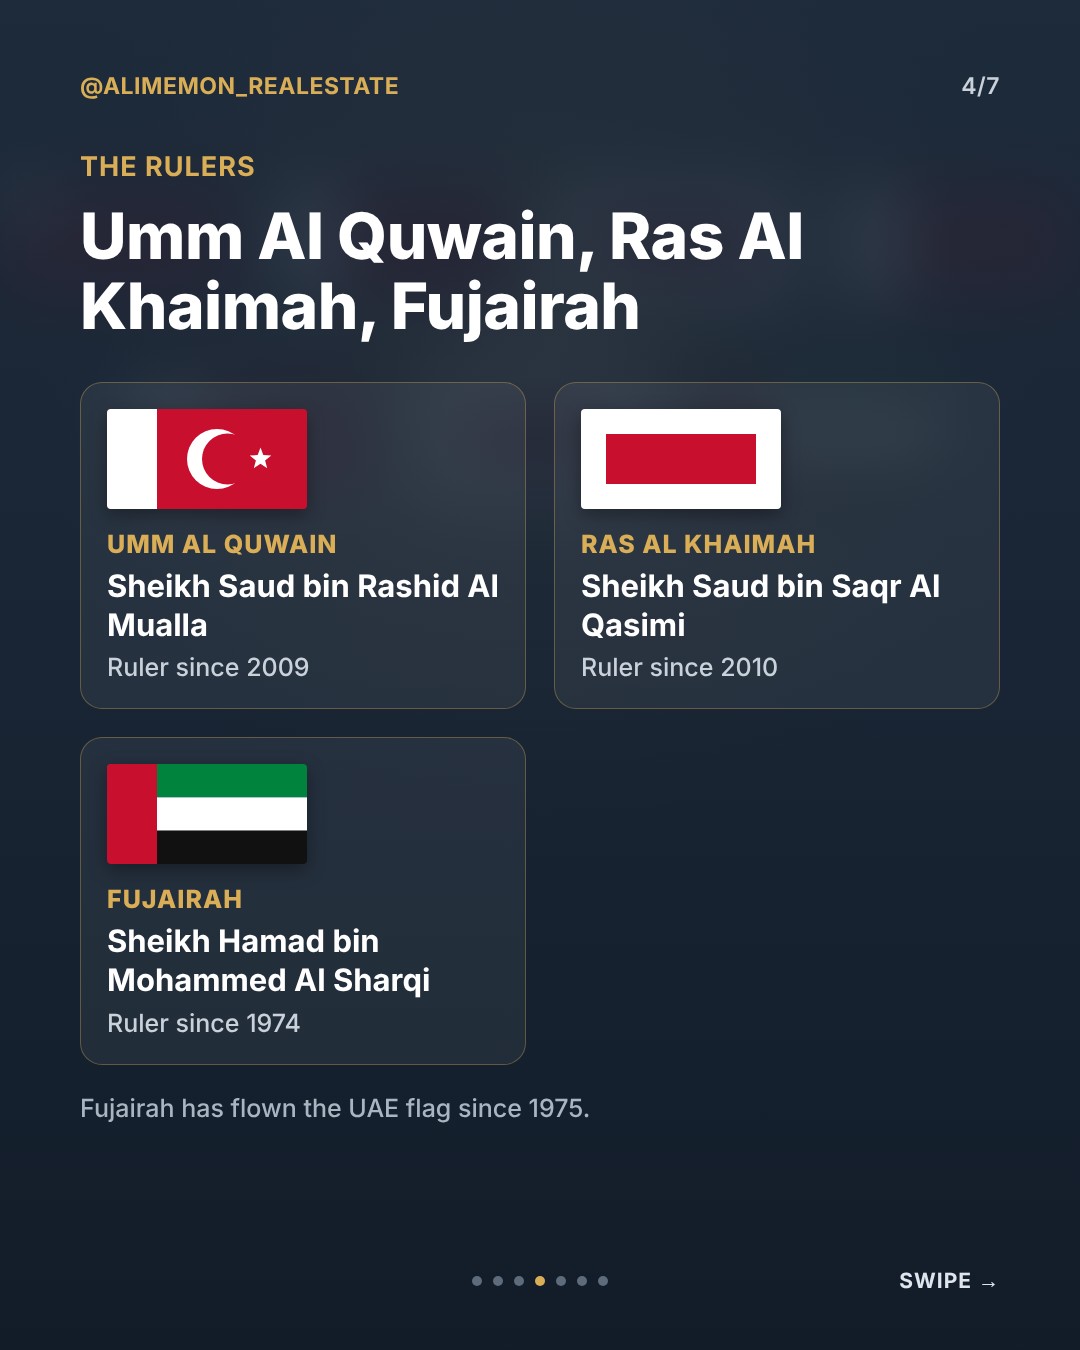 @ALIMEMON_REALESTATE
4/7
THE RULERS
Umm Al Quwain, Ras Al
Khaimah, Fujairah
UMM AL QUWAIN
Sheikh Saud bin Rashid Al
Mualla
Ruler since 2009
RAS AL KHAIMAH
Sheikh Saud bin Saqr Al
Qasimi
Ruler since 2010
FUJAIRAH
Sheikh Hamad bin
Mohammed Al Sharqi
Ruler since 1974
Fujairah has flown the UAE flag since 1975.
SWIPE →